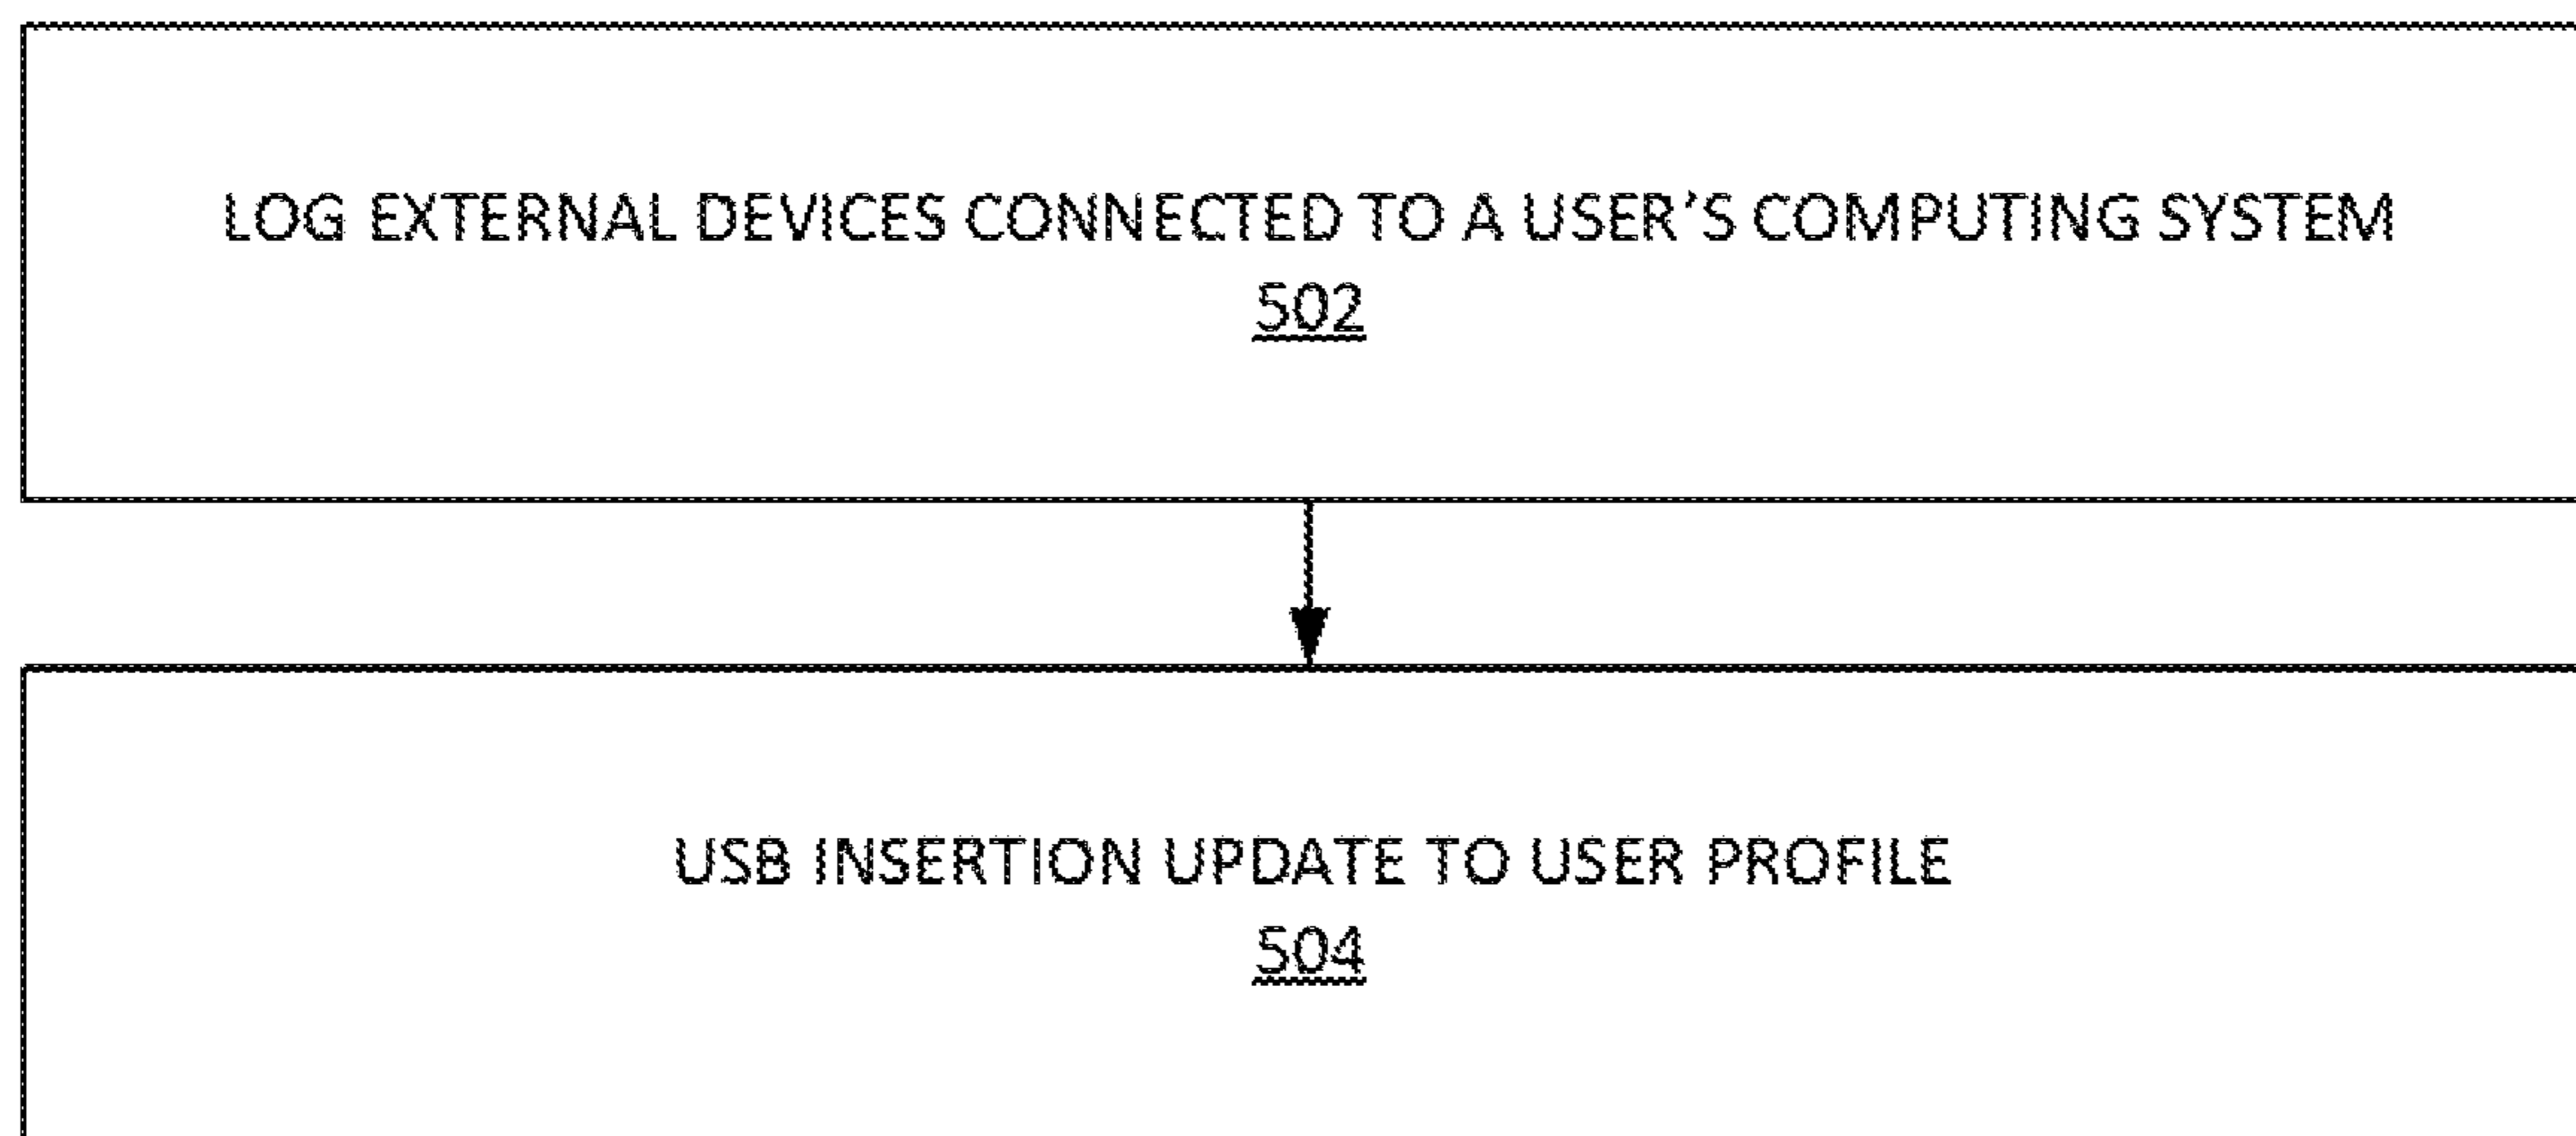 LOG EXTERNAL DEVICES CONNECTED TO A USER’S COMPUTING SYSTEM
502
USB INSERTION UPDATE TO USER PROFILE
504